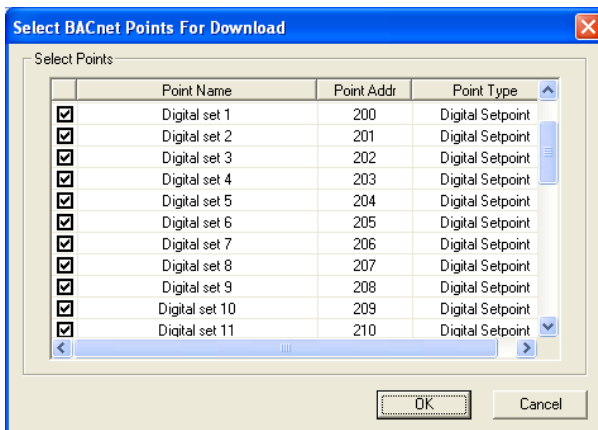 Select BACnet Points For Download
Select Points
Point Name Point Addr Point Type
Digital set 1 200 Digital Setpoint
Digital set 2 201 Digital Setpoint
Digital set 3 202 Digital Setpoint
Digital set 4 203 Digital Setpoint
Digital set 5 204 Digital Setpoint
Digital set 6 205 Digital Setpoint
Digital set 7 206 Digital Setpoint
Digital set 8 207 Digital Setpoint
Digital set 9 208 Digital Setpoint
Digital set 10 209 Digital Setpoint
Digital set 11 210 Digital Setpoint
OK Cancel